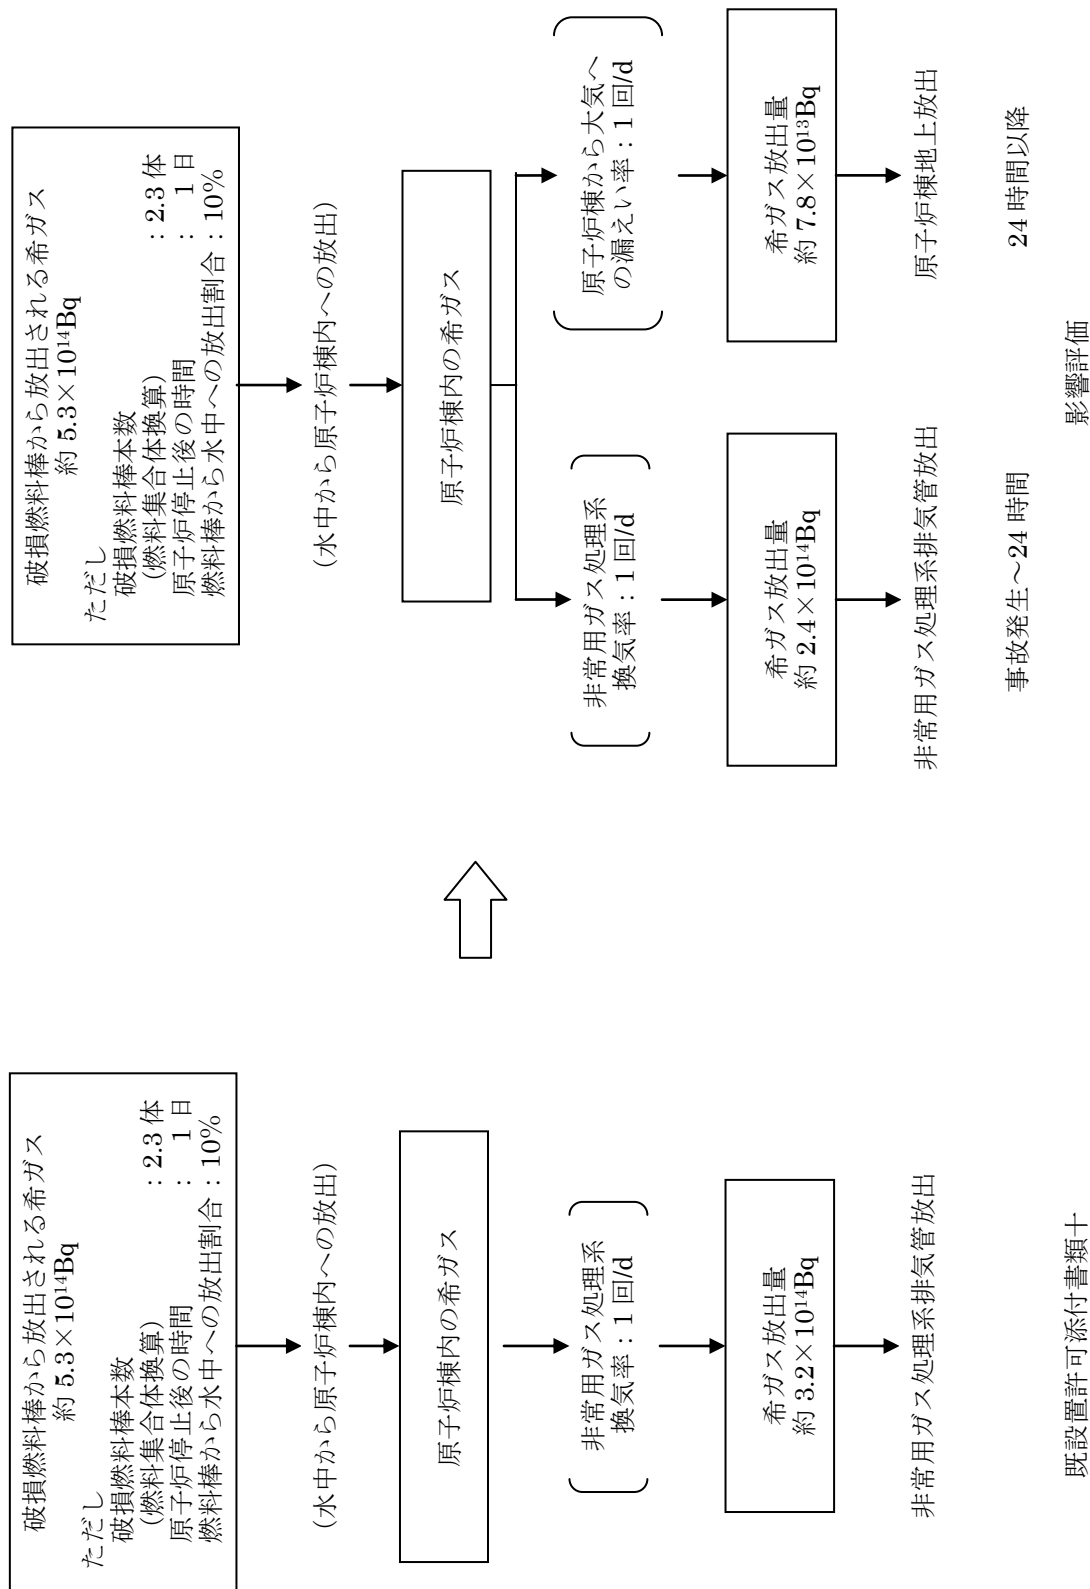 破損燃料棒から放出される希ガス
約 5.3×10¹⁴Bq
ただし
破損燃料棒本数
(燃料集合体換算) : 2.3 体
原子炉停止後の時間 : 1 日
燃料棒から水中への放出割合 : 10%
(水中から原子炉棟内への放出)
原子炉棟内の希ガス
非常用ガス処理系
換気率 : 1 回/d
希ガス放出量
約 3.2×10¹⁴Bq
非常用ガス処理系排気管放出
既設置許可添付書類十
破損燃料棒から放出される希ガス
約 5.3×10¹⁴Bq
ただし
破損燃料棒本数
(燃料集合体換算) : 2.3 体
原子炉停止後の時間 : 1 日
燃料棒から水中への放出割合 : 10%
(水中から原子炉棟内への放出)
原子炉棟内の希ガス
非常用ガス処理系
換気率 : 1 回/d
希ガス放出量
約 2.4×10¹⁴Bq
非常用ガス処理系排気管放出
事故発生～24 時間
原子炉棟から大気へ
の漏えい率 : 1 回/d
希ガス放出量
約 7.8×10¹³Bq
原子炉棟地上放出
24 時間以降
影響評価